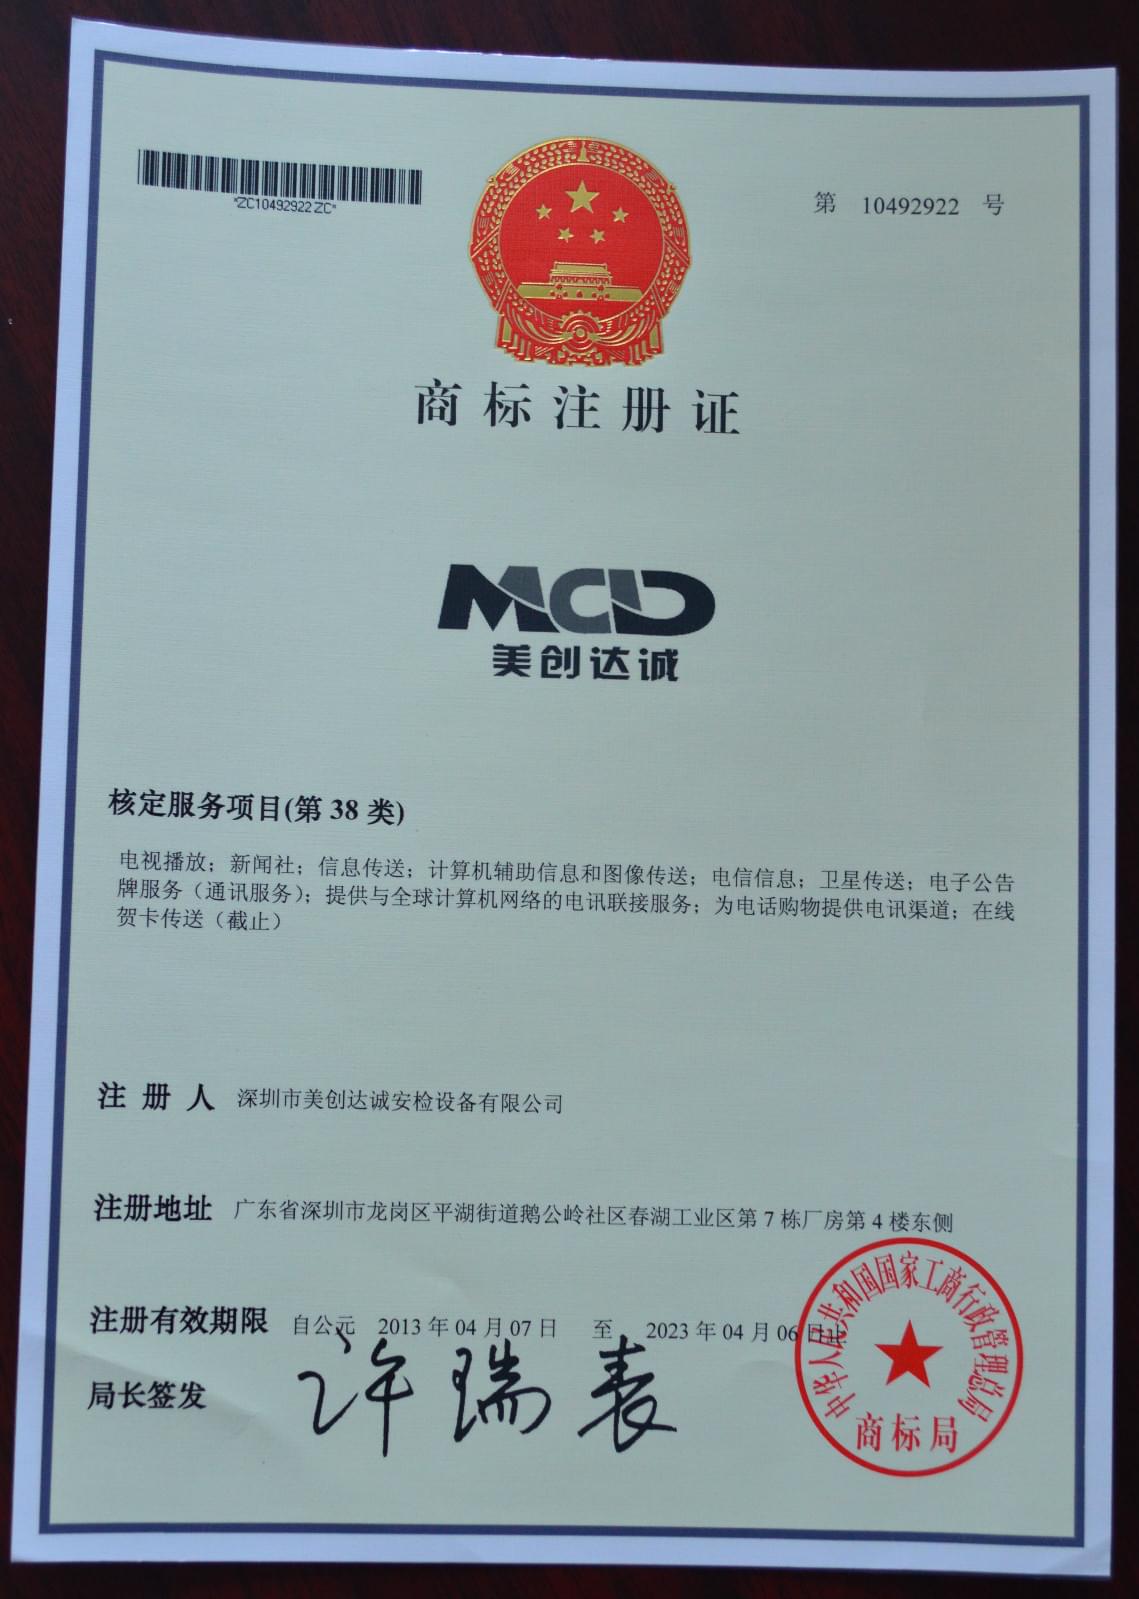 *ZC10492922ZC*
第 10492922 号
商标注册证
MCD
美创达诚
核定服务项目(第 38 类)
电视播放；新闻社；信息传送；计算机辅助信息和图像传送；电信信息；卫星传送；电子公告
牌服务（通讯服务）；提供与全球计算机网络的电讯联接服务；为电话购物提供电讯渠道；在线
贺卡传送（截止）
注 册 人 深圳市美创达诚安检设备有限公司
注册地址 广东省深圳市龙岗区平湖街道鹅公岭社区春湖工业区第 7 栋厂房第 4 楼东侧
注册有效期限 自公元 2013 年 04 月 07 日 至 2023 年 04 月 06 日止
局长签发 许瑞表
中华人民共和国国家工商行政管理总局
商标局